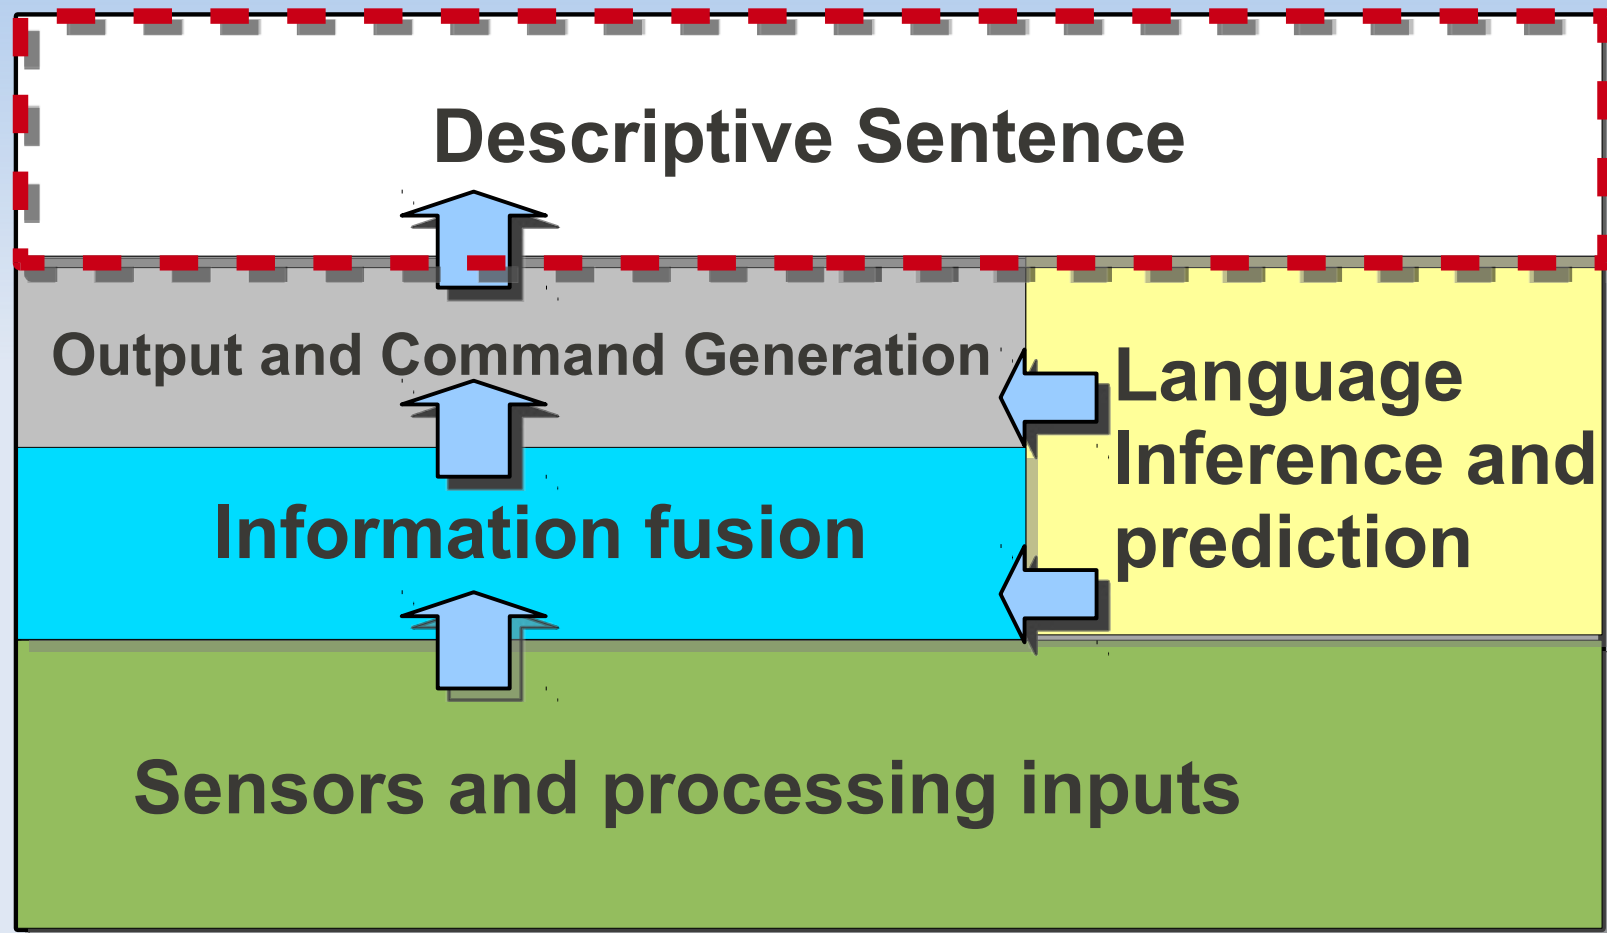 Descriptive Sentence
Output and Command Generation
Language
Inference and
prediction
Information fusion
Sensors and processing inputs